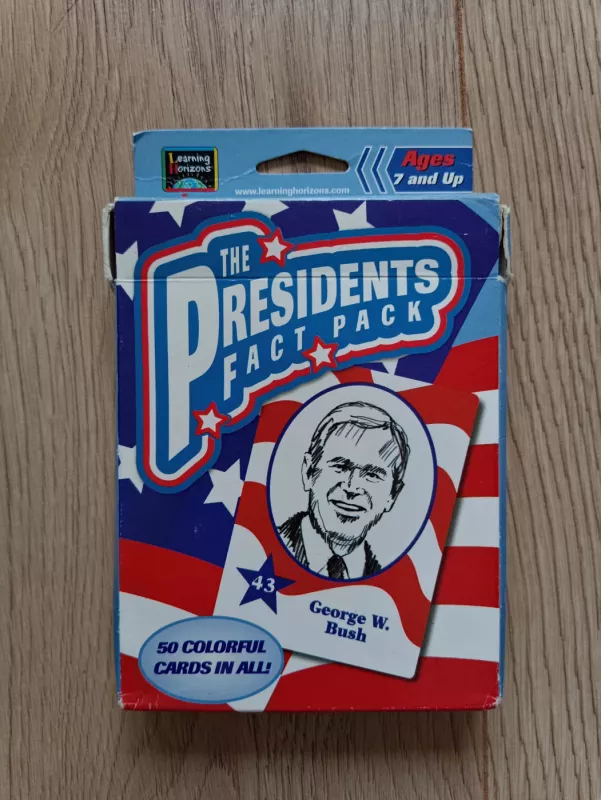 Learning
Horizons
www.learninghorizons.com
Ages
7 and Up
THE
PRESIDENTS
FACT PACK
43
George W.
Bush
50 COLORFUL
CARDS IN ALL!